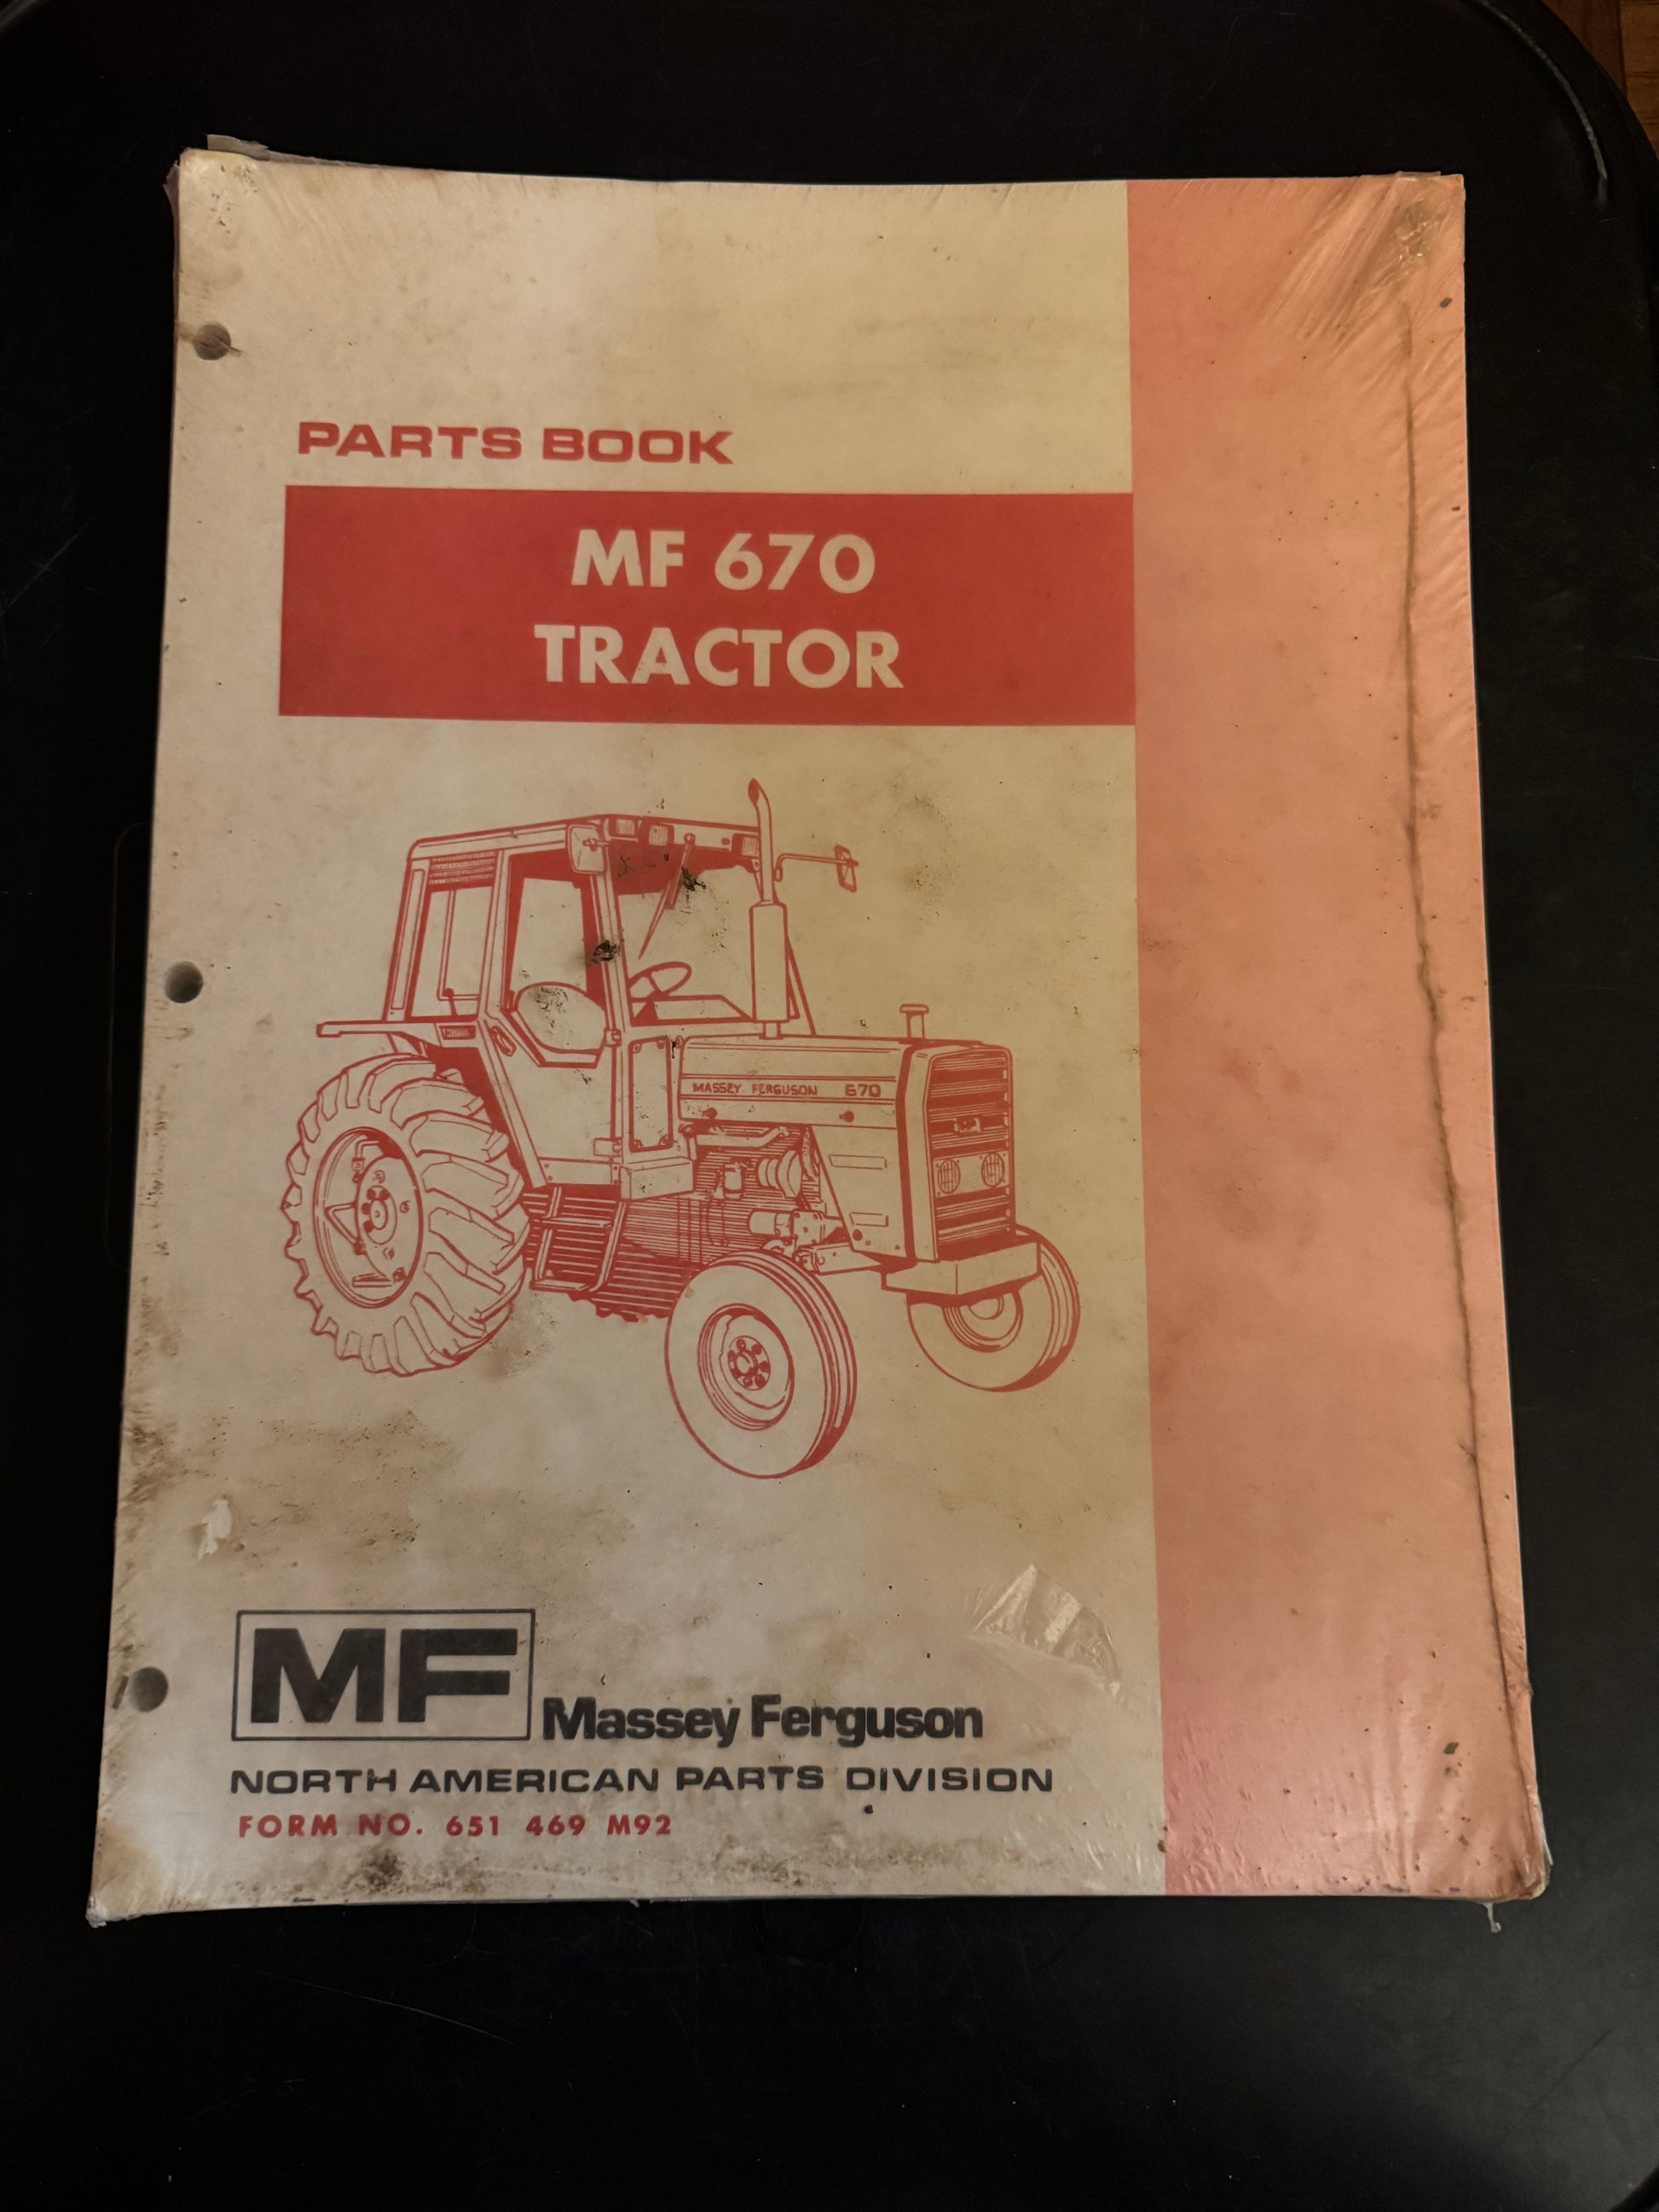 PARTS BOOK
MF 670
TRACTOR
MASSEY FERGUSON 670
MF
Massey Ferguson
NORTH AMERICAN PARTS DIVISION
FORM NO. 651 469 M92